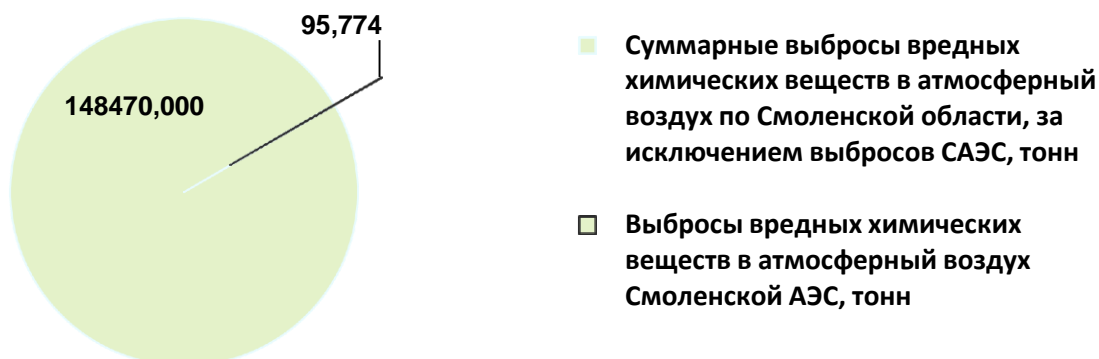 95,774
148470,000
Суммарные выбросы вредных
химических веществ в атмосферный
воздух по Смоленской области, за
исключением выбросов САЭС, тонн
Выбросы вредных химических
веществ в атмосферный воздух
Смоленской АЭС, тонн